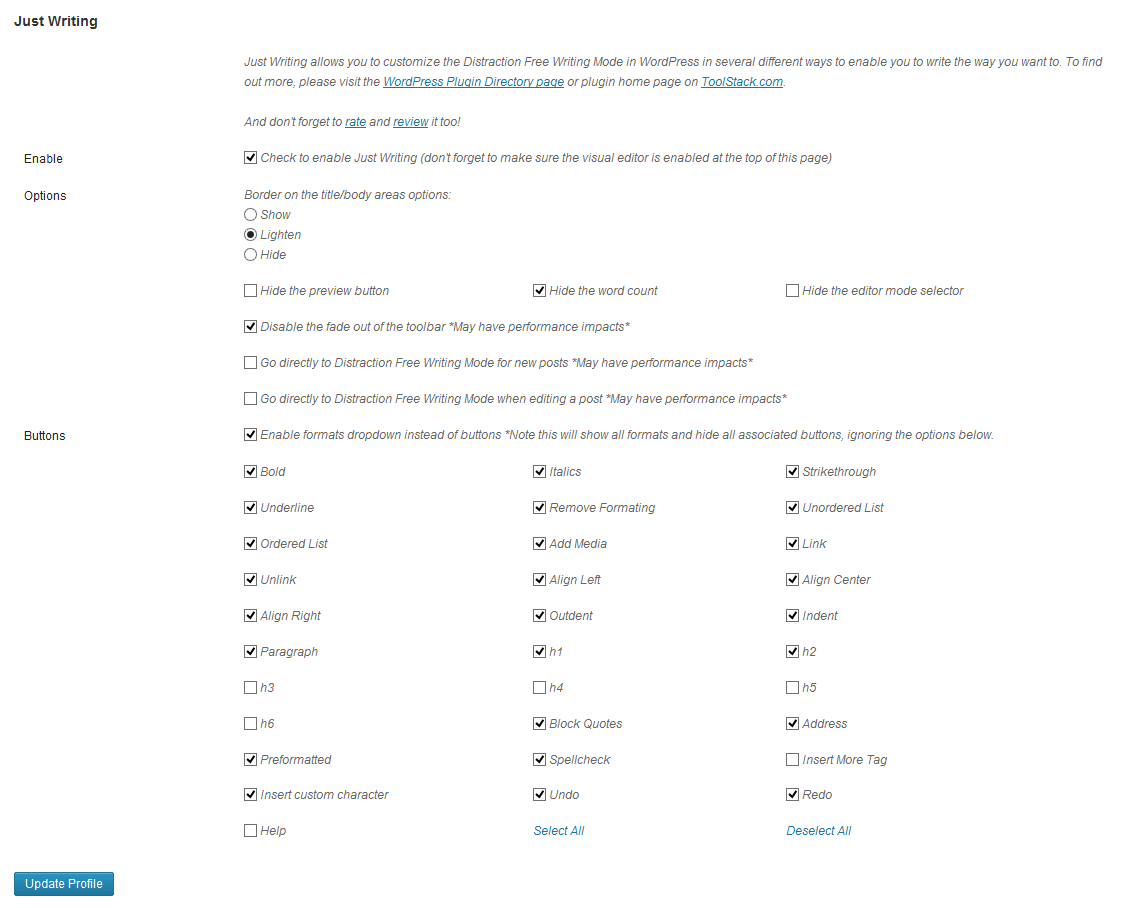 Just Writing
Just Writing allows you to customize the Distraction Free Writing Mode in WordPress in several different ways to enable you to write the way you want to. To find
out more, please visit the WordPress Plugin Directory page or plugin home page on ToolStack.com.
And don't forget to rate and review it too!
Enable
Check to enable Just Writing (don't forget to make sure the visual editor is enabled at the top of this page)
Options
Border on the title/body areas options:
Show
Lighten
Hide
Hide the preview button Hide the word count Hide the editor mode selector
Disable the fade out of the toolbar *May have performance impacts*
Go directly to Distraction Free Writing Mode for new posts *May have performance impacts*
Go directly to Distraction Free Writing Mode when editing a post *May have performance impacts*
Buttons
Enable formats dropdown instead of buttons *Note this will show all formats and hide all associated buttons, ignoring the options below.
Bold Italics Strikethrough
Underline Remove Formating Unordered List
Ordered List Add Media Link
Unlink Align Left Align Center
Align Right Outdent Indent
Paragraph h1 h2
h3 h4 h5
h6 Block Quotes Address
Preformatted Spellcheck Insert More Tag
Insert custom character Undo Redo
Help Select All Deselect All
Update Profile